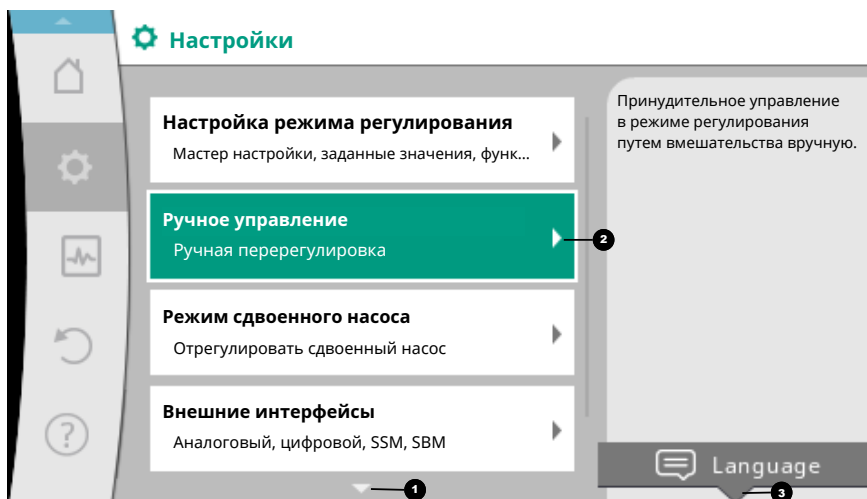 Настройки
Настройка режима регулирования
Мастер настройки, заданные значения, функ...
Ручное управление
Ручная перерегулировка
Режим сдвоенного насоса
Отрегулировать сдвоенный насос
Внешние интерфейсы
Аналоговый, цифровой, SSM, SBM
Принудительное управление
в режиме регулирования
путем вмешательства вручную.
2
?
Language
1
3